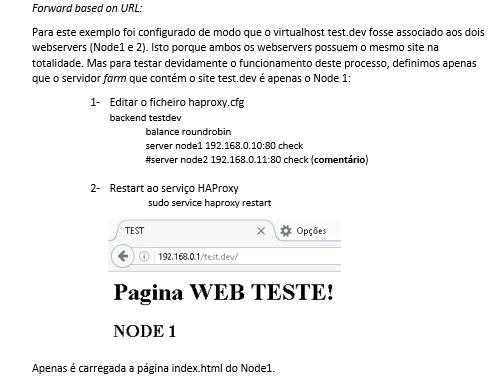 Forward based on URL:
Para este exemplo foi configurado de modo que o virtualhost test.dev fosse associado aos dois
webservers (Node1 e 2). Isto porque ambos os webservers possuem o mesmo site na
totalidade. Mas para testar devidamente o funcionamento deste processo, definimos apenas
que o servidor farm que contém o site test.dev é apenas o Node 1:
1- Editar o ficheiro haproxy.cfg
backend testdev
balance roundrobin
server node1 192.168.0.10:80 check
#server node2 192.168.0.11:80 check (comentário)
2- Restart ao serviço HAProxy
sudo service haproxy restart
TEST
Opções
192.168.0.1/test.dev/
Pagina WEB TESTE!
NODE 1
Apenas é carregada a página index.html do Node1.